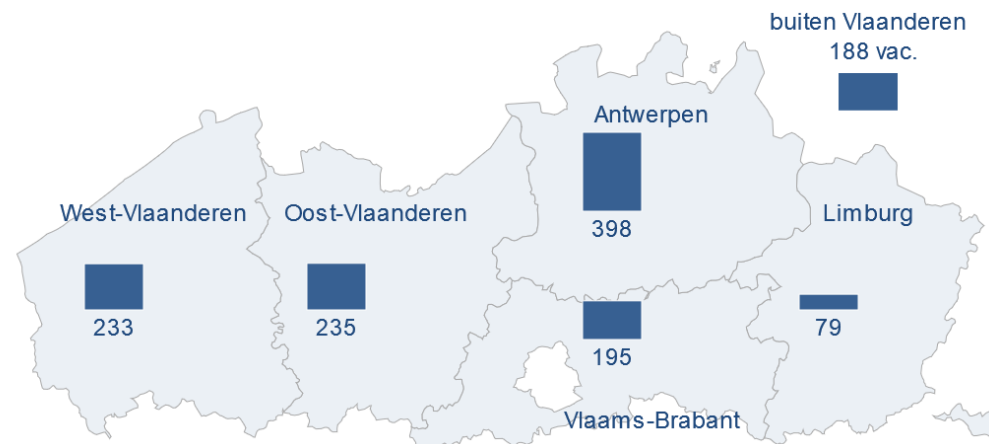 buiten Vlaanderen
188 vac.
Antwerpen
398
West-Vlaanderen
233
Oost-Vlaanderen
235
Limburg
79
195
Vlaams-Brabant